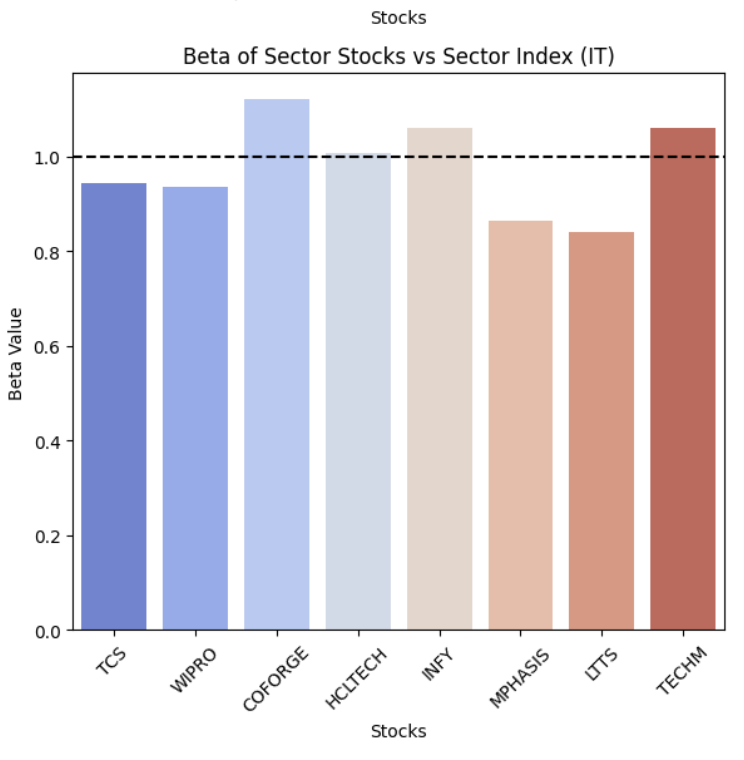 Stocks
Beta of Sector Stocks vs Sector Index (IT)
1.0
0.8
0.6
0.4
0.2
0.0
Beta Value
TCS
WIPRO
COFORGE
HCLTECH
INFY
MPHASIS
LTTS
TECHM
Stocks